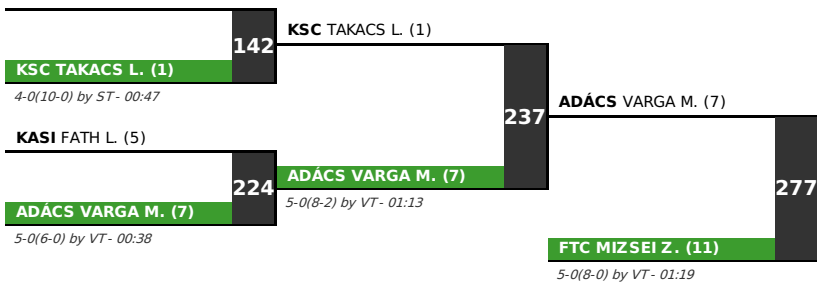 142
KSC TAKACS L. (1)
4-0(10-0) by ST - 00:47
KASI FATH L. (5)
224
ADÁCS VARGA M. (7)
5-0(6-0) by VT - 00:38
KSC TAKACS L. (1)
237
ADÁCS VARGA M. (7)
5-0(8-2) by VT - 01:13
ADÁCS VARGA M. (7)
277
FTC MIZSEI Z. (11)
5-0(8-0) by VT - 01:19